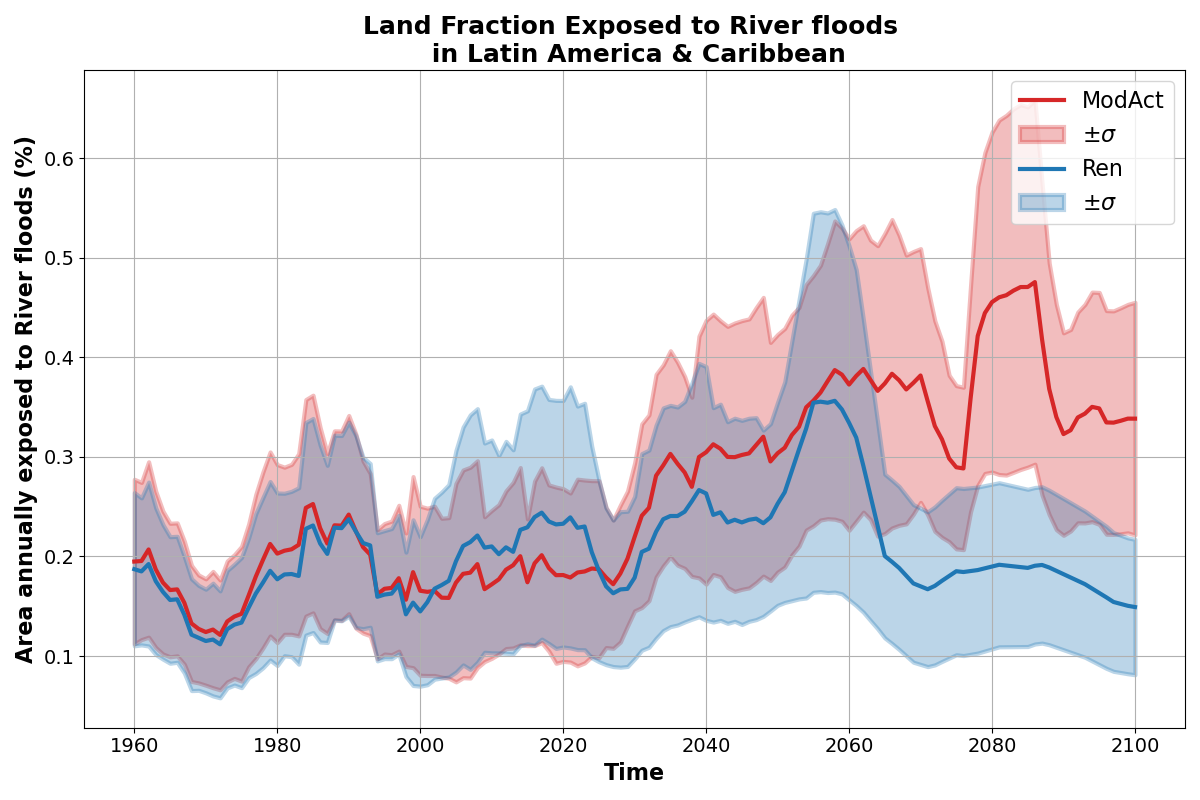 Land Fraction Exposed to River floods
in Latin America & Caribbean
Area annually exposed to River floods (%)
0.6
0.5
0.4
0.3
0.2
0.1
ModAct
±σ
Ren
±σ
1960 1980 2000 2020 2040 2060 2080 2100
Time